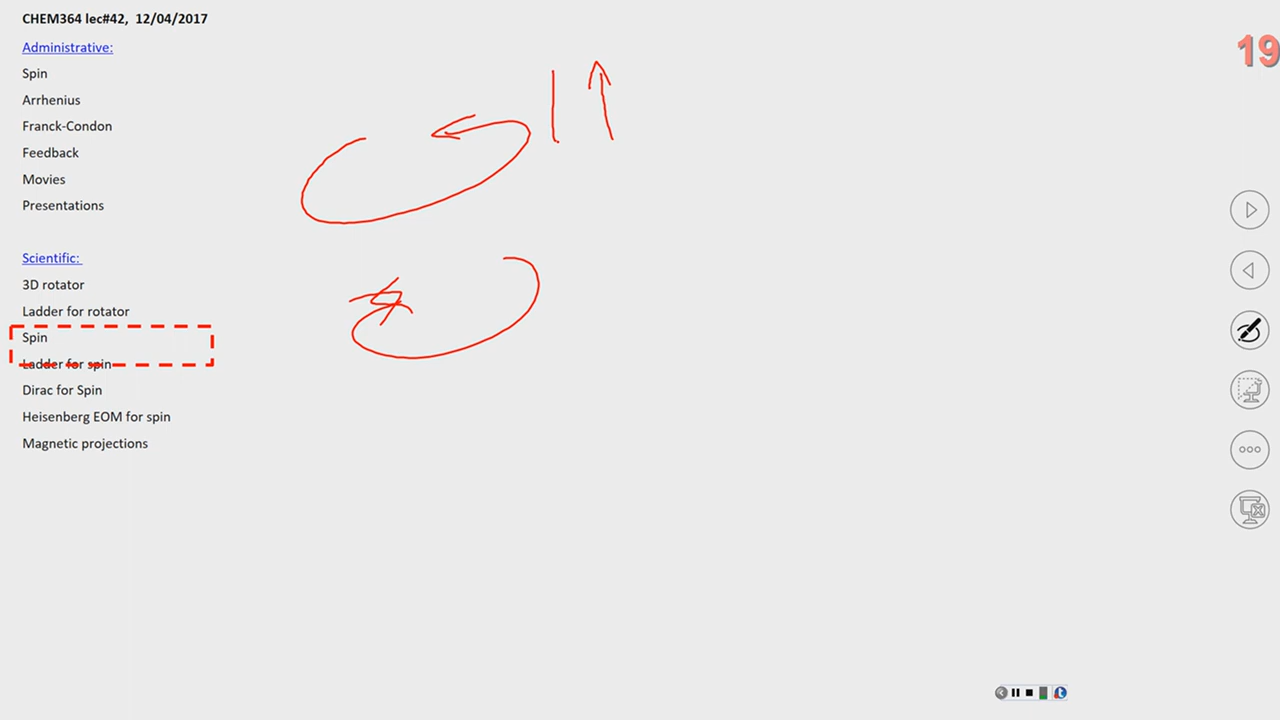 CHEM364 lec#42, 12/04/2017
Administrative:
19
Spin
Arrhenius
Franck-Condon
Feedback
Movies
Presentations
Scientific:
3D rotator
Ladder for rotator
Spin
Ladder for spin
Dirac for Spin
Heisenberg EOM for spin
Magnetic projections